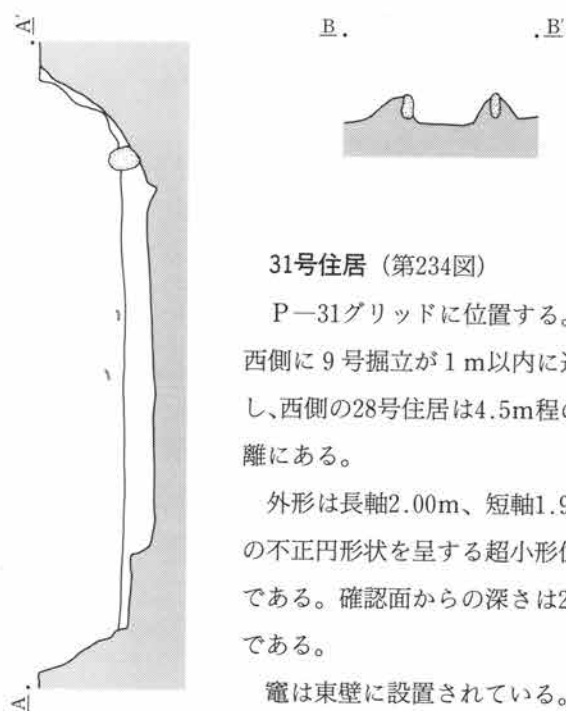 A′
B .
. B′
31号住居（第234図）
P—31グリッドに位置する。
西側に９号掘立が１m以内に近
し、西側の28号住居は4.5m程の
離にある。
外形は長軸2.00m、短軸1.9
の不正円形状を呈する超小形
である。確認面からの深さは2
である。
竈は東壁に設置されている。
A